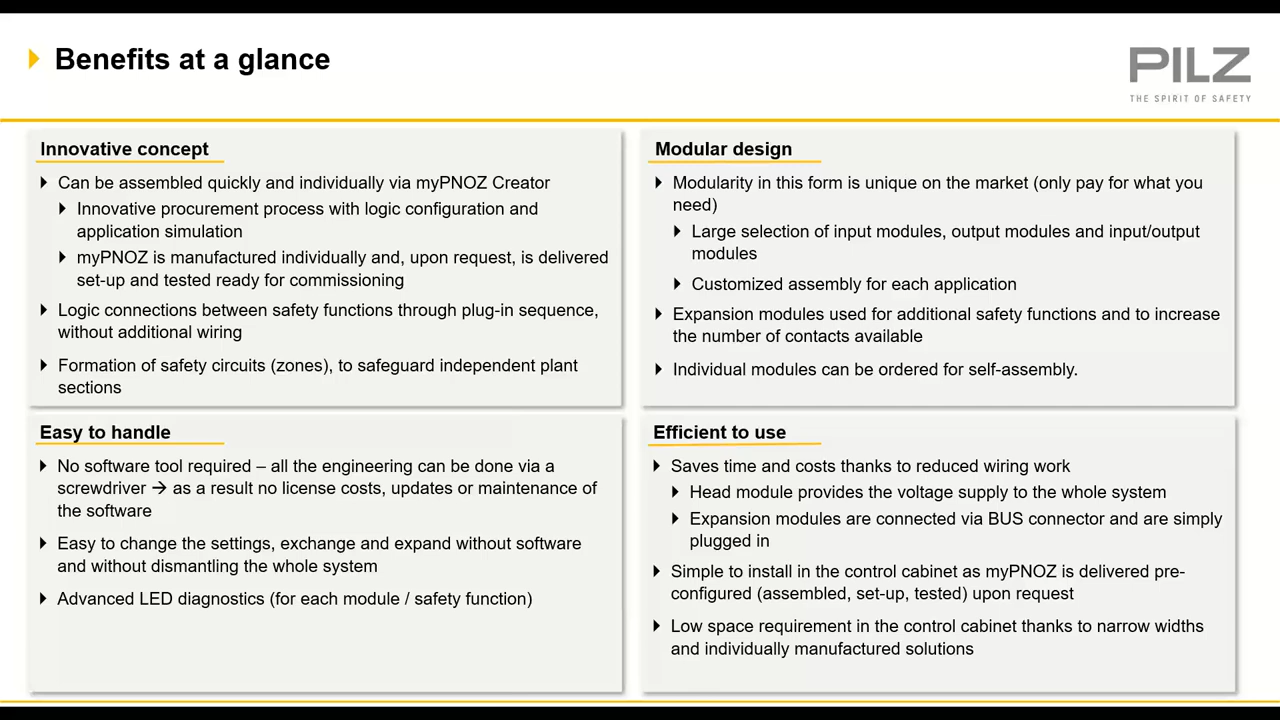 Benefits at a glance
PILZ
THE SPIRIT OF SAFETY
Innovative concept
Can be assembled quickly and individually via myPNOZ Creator
Innovative procurement process with logic configuration and
application simulation
myPNOZ is manufactured individually and, upon request, is delivered
set-up and tested ready for commissioning
Logic connections between safety functions through plug-in sequence,
without additional wiring
Formation of safety circuits (zones), to safeguard independent plant
sections
Modular design
Modularity in this form is unique on the market (only pay for what you
need)
Large selection of input modules, output modules and input/output
modules
Customized assembly for each application
Expansion modules used for additional safety functions and to increase
the number of contacts available
Individual modules can be ordered for self-assembly.
Easy to handle
No software tool required – all the engineering can be done via a
screwdriver → as a result no license costs, updates or maintenance of
the software
Easy to change the settings, exchange and expand without software
and without dismantling the whole system
Advanced LED diagnostics (for each module / safety function)
Efficient to use
Saves time and costs thanks to reduced wiring work
Head module provides the voltage supply to the whole system
Expansion modules are connected via BUS connector and are simply
plugged in
Simple to install in the control cabinet as myPNOZ is delivered pre-
configured (assembled, set-up, tested) upon request
Low space requirement in the control cabinet thanks to narrow widths
and individually manufactured solutions